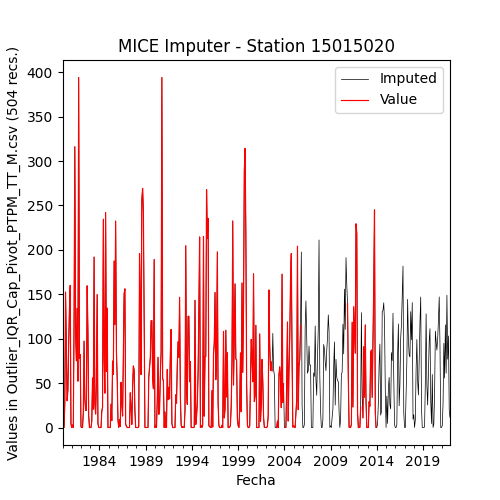 MICE Imputer - Station 15015020
Values in Outlier_IQR_Cap_Pivot_PTPM_TT_M.csv (504 recs.)
400
350
300
250
200
150
100
50
0
Imputed
Value
1984 1989 1994 1999 2004 2009 2014 2019
Fecha